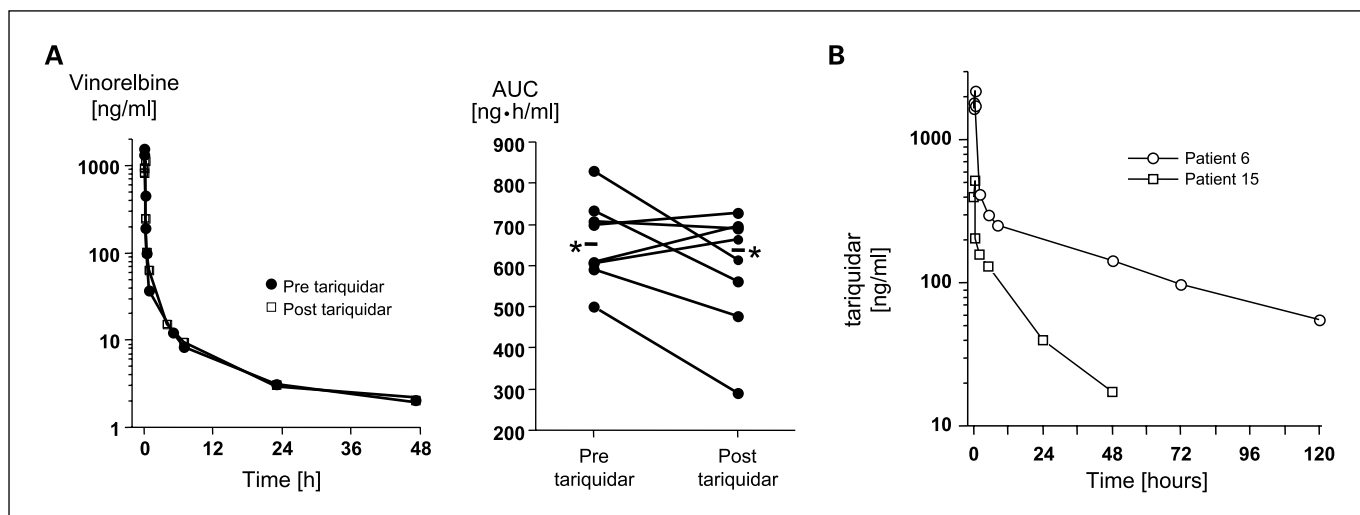 A
Vinorelbine
[ng/ml]
1000
100
10
1
0 12 24 36 48
Time [h]
Pre tariquidar
Post tariquidar
AUC
[ng•h/ml]
900
800
700
600
500
400
300
200
*
*
Pre
tariquidar
Post
tariquidar
B
tariquidar
[ng/ml]
1000
100
10
0 24 48 72 96 120
Time [hours]
Patient 6
Patient 15